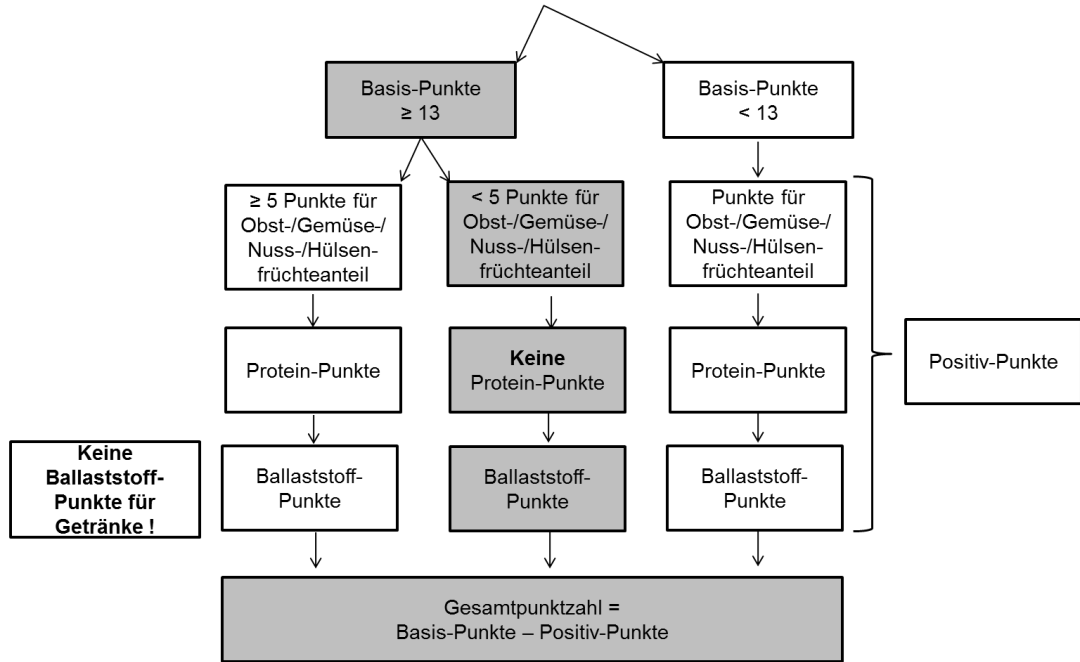 Basis-Punkte
≥ 13
Basis-Punkte
< 13
≥ 5 Punkte für
Obst-/Gemüse-/
Nuss-/Hülsen-
früchteanteil
< 5 Punkte für
Obst-/Gemüse-/
Nuss-/Hülsen-
früchteanteil
Punkte für
Obst-/Gemüse-/
Nuss-/Hülsen-
früchteanteil
Protein-Punkte
Keine
Protein-Punkte
Protein-Punkte
Positiv-Punkte
Keine
Ballaststoff-
Punkte für
Getränke !
Ballaststoff-
Punkte
Ballaststoff-
Punkte
Ballaststoff-
Punkte
Gesamtpunktzahl =
Basis-Punkte – Positiv-Punkte